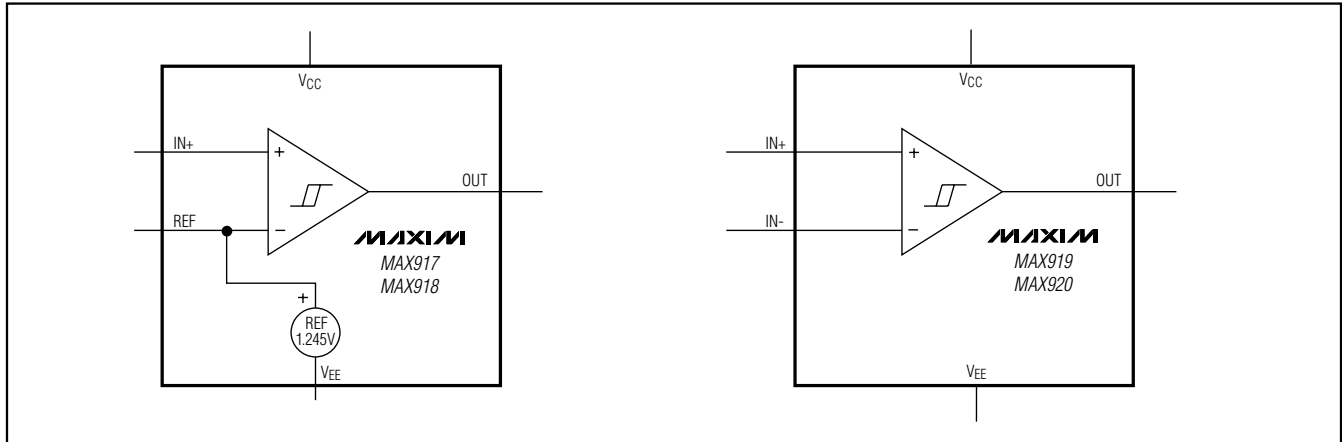 VCC
IN+
+
OUT
REF
−
MAXIM
MAX917
MAX918
+
REF
1.245V
VEE
VCC
IN+
+
OUT
IN-
−
MAXIM
MAX919
MAX920
VEE